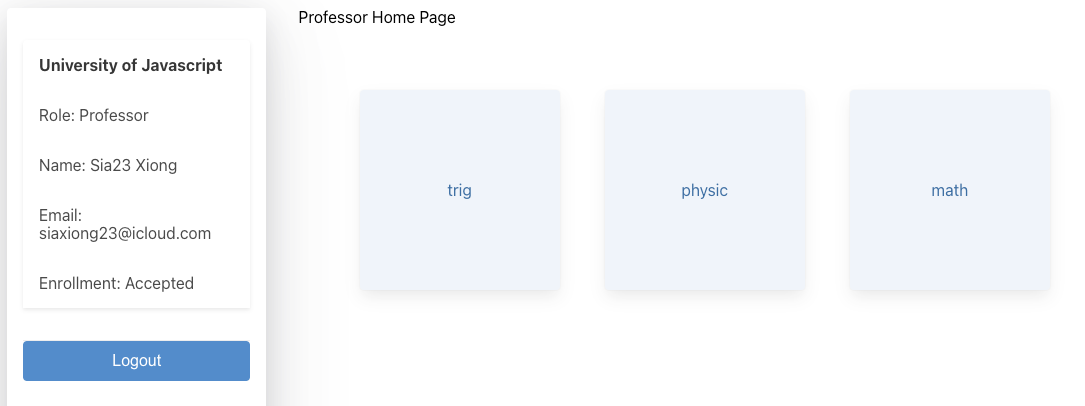 Professor Home Page
University of Javascript
Role: Professor
Name: Sia23 Xiong
Email:
siaxiong23@icloud.com
Enrollment: Accepted
Logout
trig
physic
math